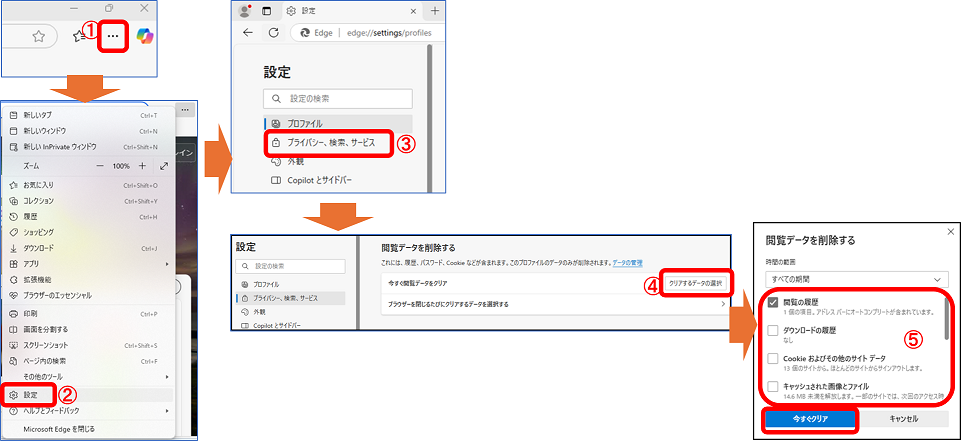 ①
設定
Edge
edge://settings/profiles
設定
設定の検索
プロファイル
プライバシー、検索、サービス
③
外観
Copilot とサイドバー
新しいタブ Ctrl+T
新しいウィンドウ Ctrl+N
新しい InPrivate ウィンドウ Ctrl+Shift+N
ズーム 100%
お気に入り Ctrl+Shift+O
コレクション Ctrl+Shift+Y
履歴 Ctrl+H
ショッピング
ダウンロード Ctrl+J
アプリ
拡張機能
ブラウザーのエッセンシャル
印刷 Ctrl+P
画面を分割する
スクリーンショット Ctrl+Shift+S
ページ内の検索 Ctrl+F
その他のツール
設定
②
ヘルプとフィードバック
Microsoft Edge を閉じる
イン
設定
設定の検索
プロファイル
プライバシー、検索、サービス
外観
Copilot とサイドバー
閲覧データを削除する
これには、履歴、パスワード、Cookie などが含まれます。このプロファイルのデータのみが削除されます。データの管理
今すぐ閲覧データをクリア
④
クリアするデータの選択
ブラウザーを閉じるたびにクリアするデータを選択する
閲覧データを削除する
時間の範囲
すべての期間
閲覧の履歴
1 個の項目。アドレス バーにオートコンプリートが含まれています。
ダウンロードの履歴
なし
⑤
Cookie およびその他のサイト データ
13 個のサイトから。ほとんどのサイトからサインアウトします。
キャッシュされた画像とファイル
14.6 MB 未満を解放します。一部のサイトでは、次回のアクセス時
今すぐクリア
キャンセル